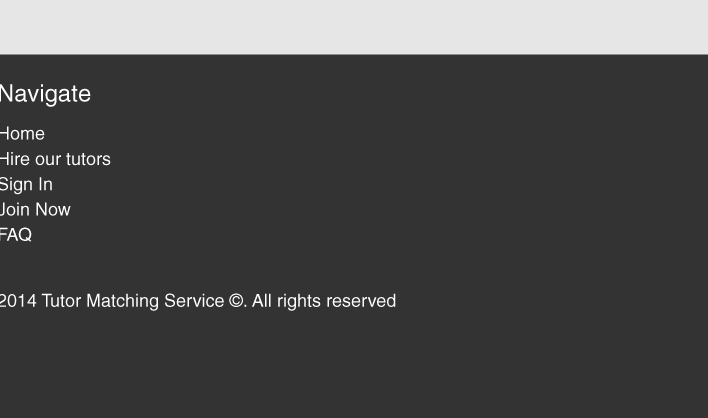 Navigate
Home
Hire our tutors
Sign In
Join Now
FAQ
2014 Tutor Matching Service ©. All rights reserved